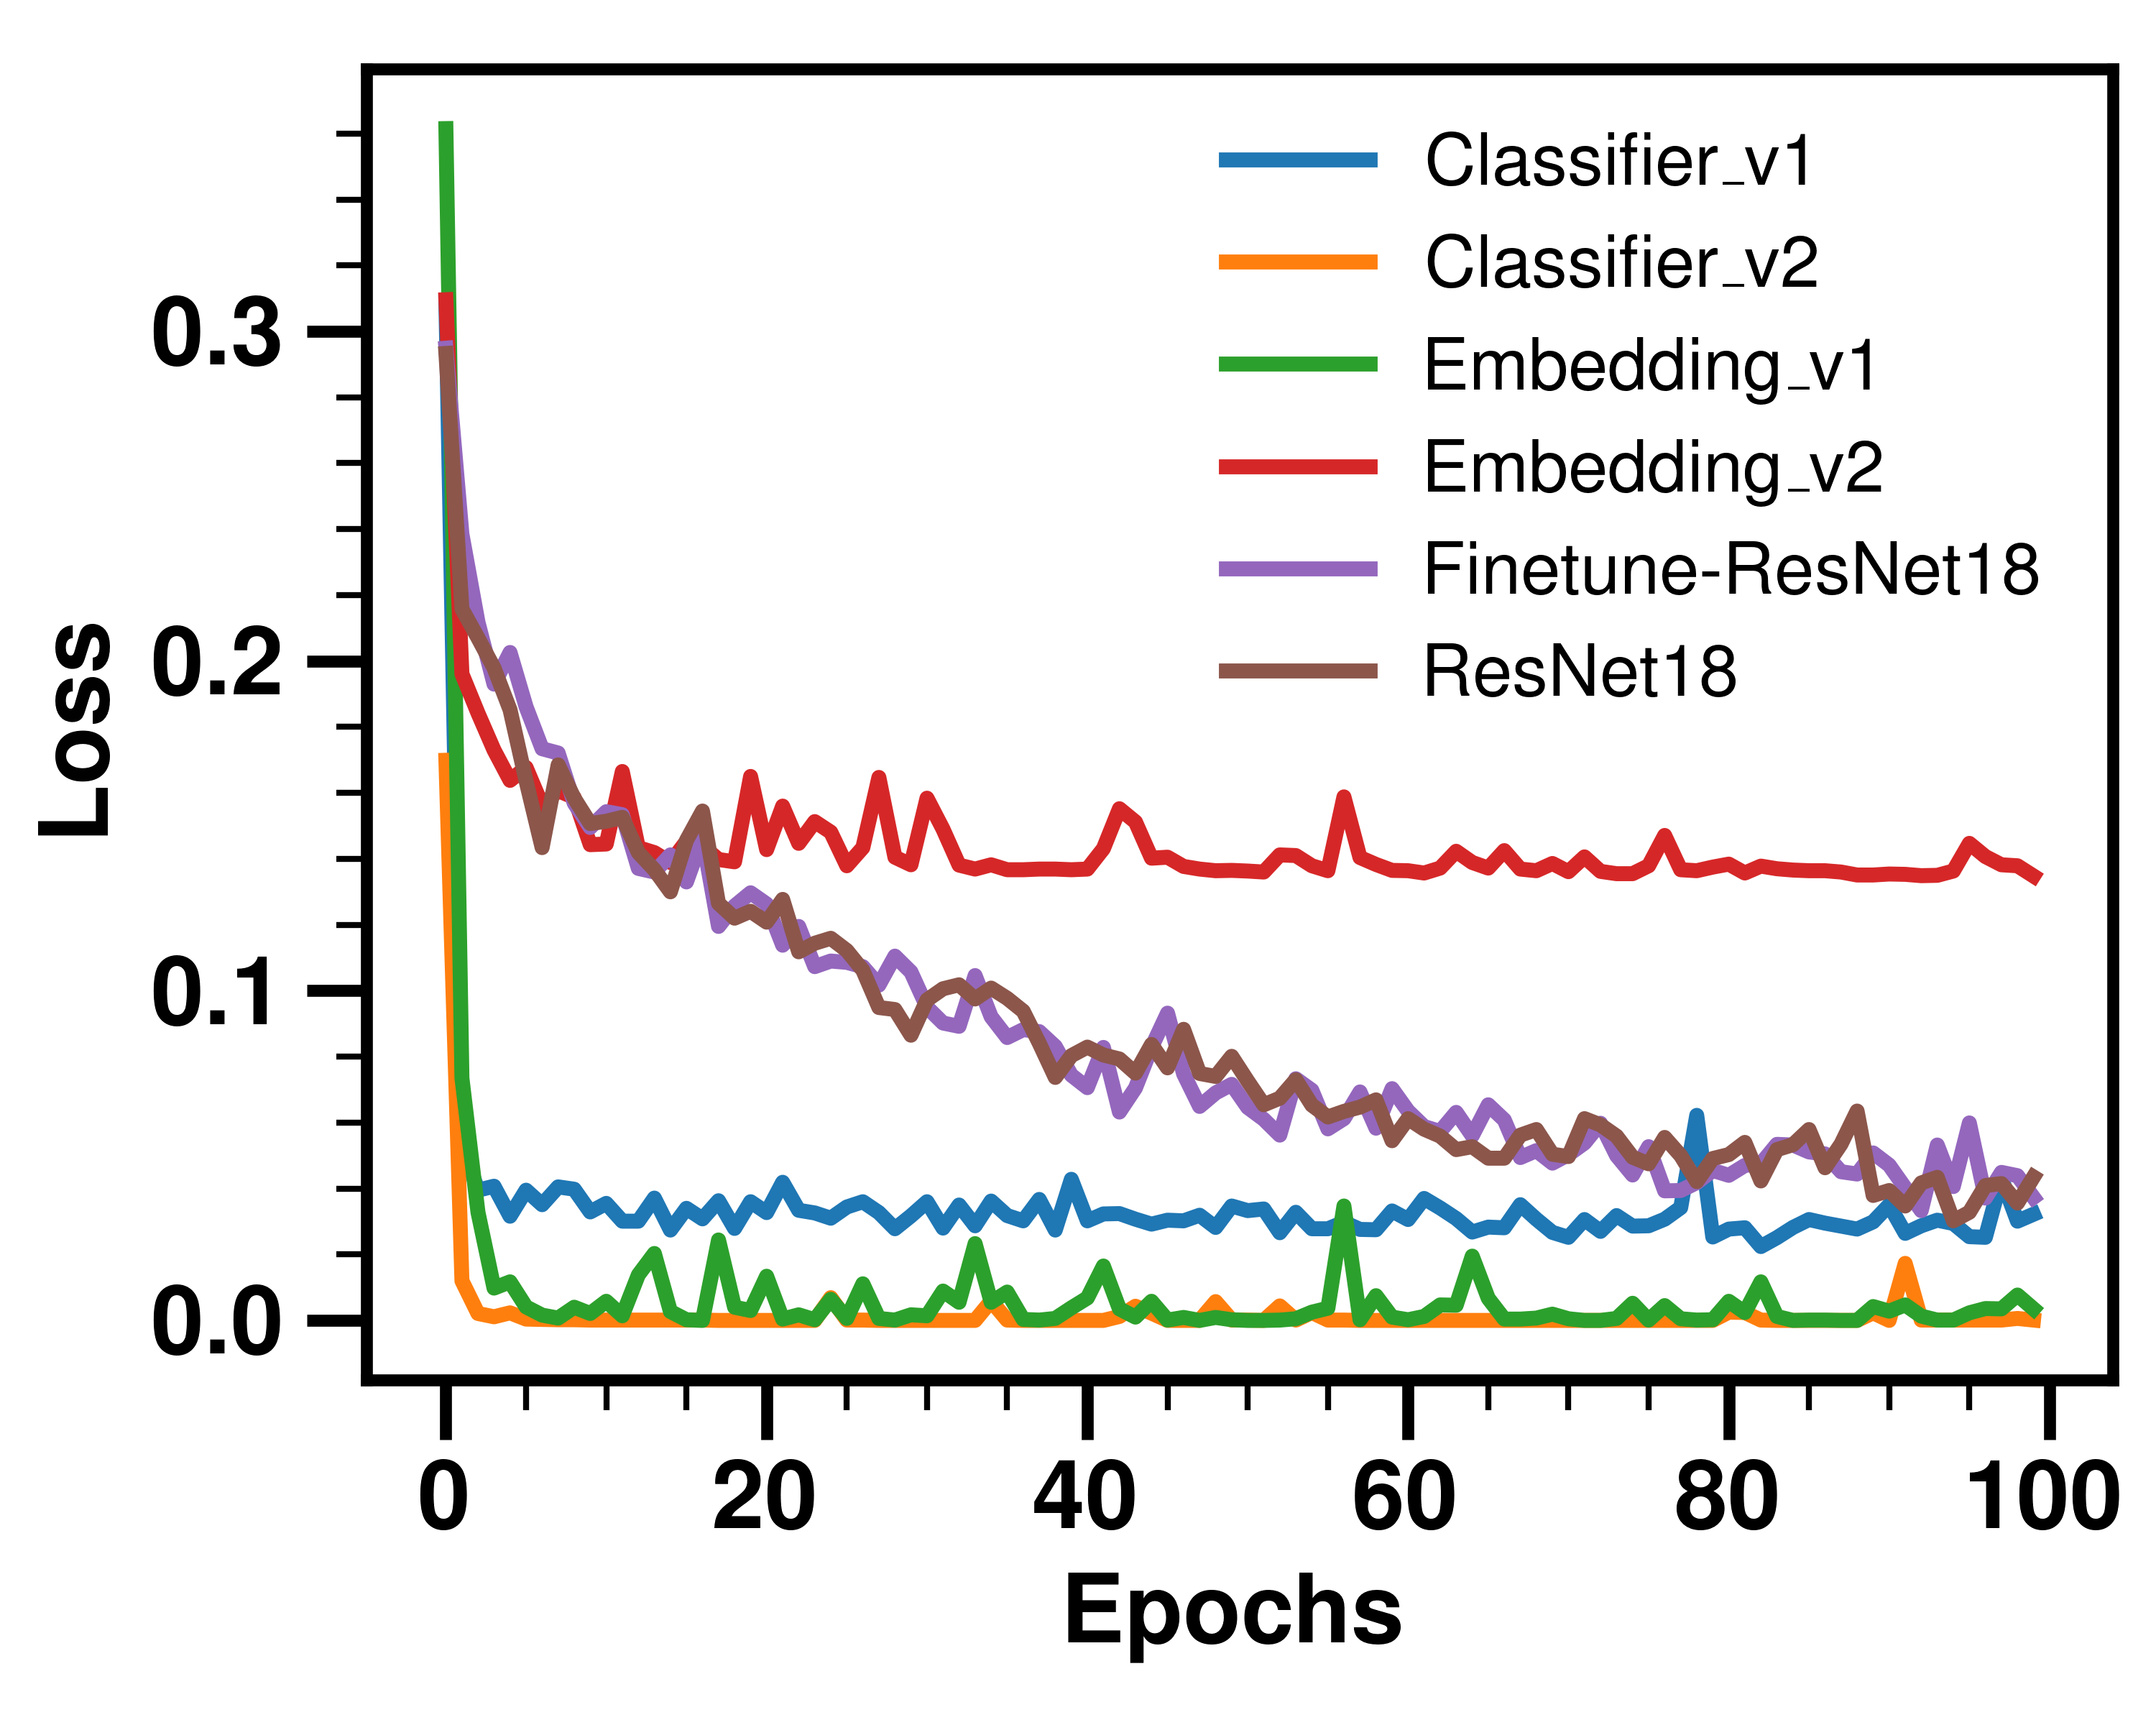 Classifier_v1
Classifier_v2
Embedding_v1
Embedding_v2
Finetune-ResNet18
ResNet18
Loss
0.3
0.2
0.1
0.0
0 20 40 60 80 100
Epochs